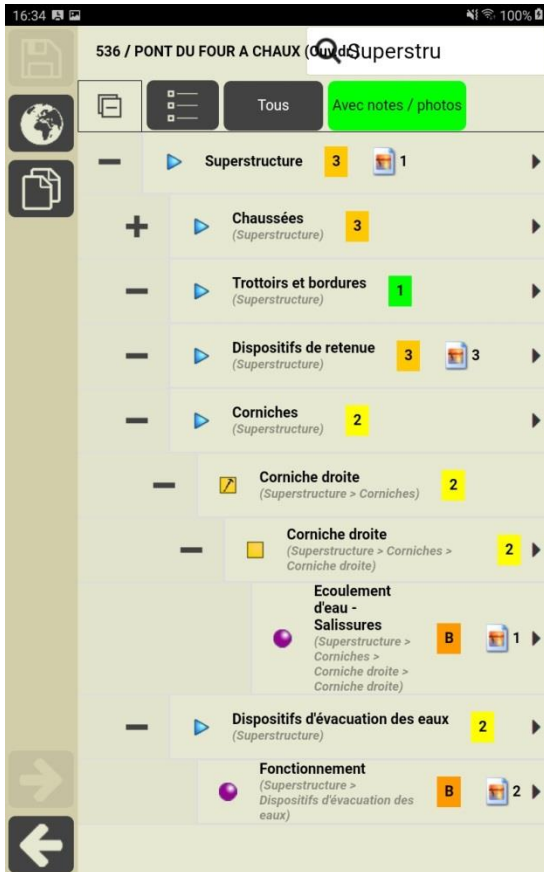 16:34 100%
536 / PONT DU FOUR A CHAUX (Ouv.dr) Superstru
Tous Avec notes / photos
Superstructure 3 1
Chaussées 3
(Superstructure)
Trottoirs et bordures 1
(Superstructure)
Dispositifs de retenue 3 3
(Superstructure)
Corniches 2
(Superstructure)
Corniche droite 2
(Superstructure > Corniches)
Corniche droite
(Superstructure > Corniches > 2
Corniche droite)
Ecoulement
d'eau -
Salissures
(Superstructure > B 1
Corniches >
Corniche droite >
Corniche droite)
Dispositifs d'évacuation des eaux 2
(Superstructure)
Fonctionnement
(Superstructure > B 2
Dispositifs d'évacuation des
eaux)